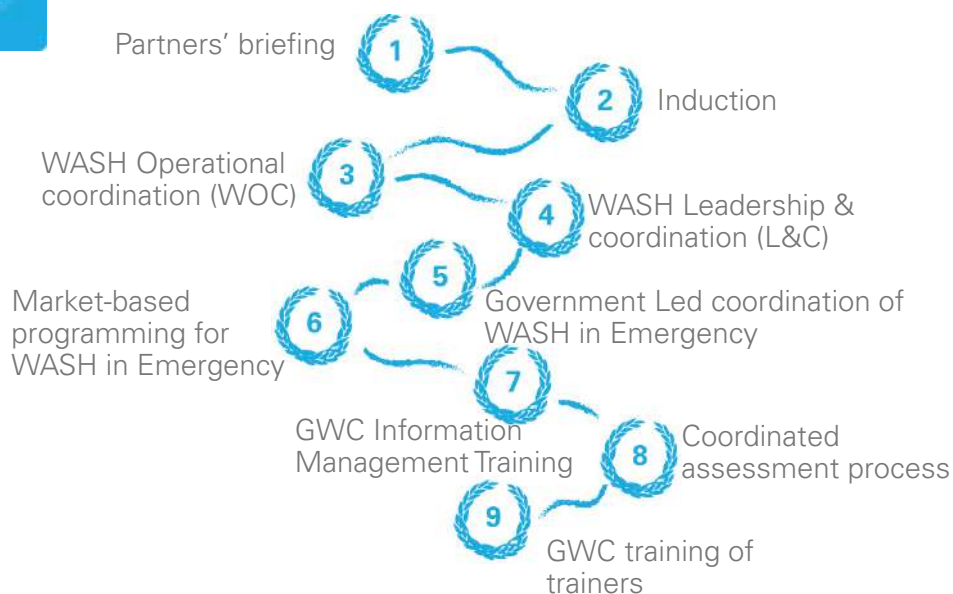 1
Partners’ briefing
2
Induction
3
WASH Operational
coordination (WOC)
4
WASH Leadership &
coordination (L&C)
5
Government Led coordination of
WASH in Emergency
6
Market-based
programming for
WASH in Emergency
7
GWC Information
Management Training
8
Coordinated
assessment process
9
GWC training of
trainers